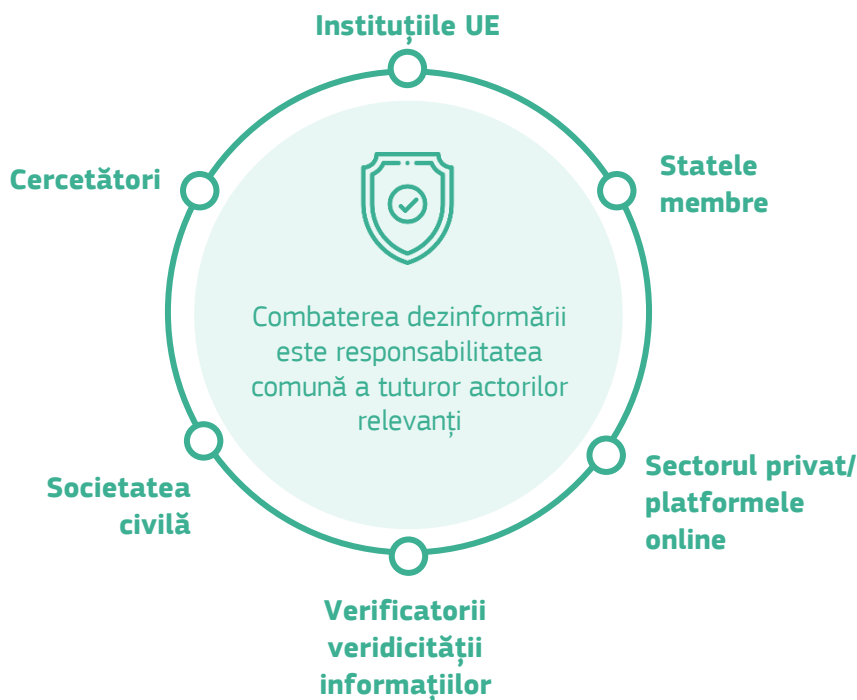 Instituțiile UE
Cercetători
Statele
membre
Combaterea dezinformării
este responsabilitatea
comună a tuturor actorilor
relevanți
Societatea
civilă
Sectorul privat/
platformele
online
Verificatorii
veridicității
informațiilor